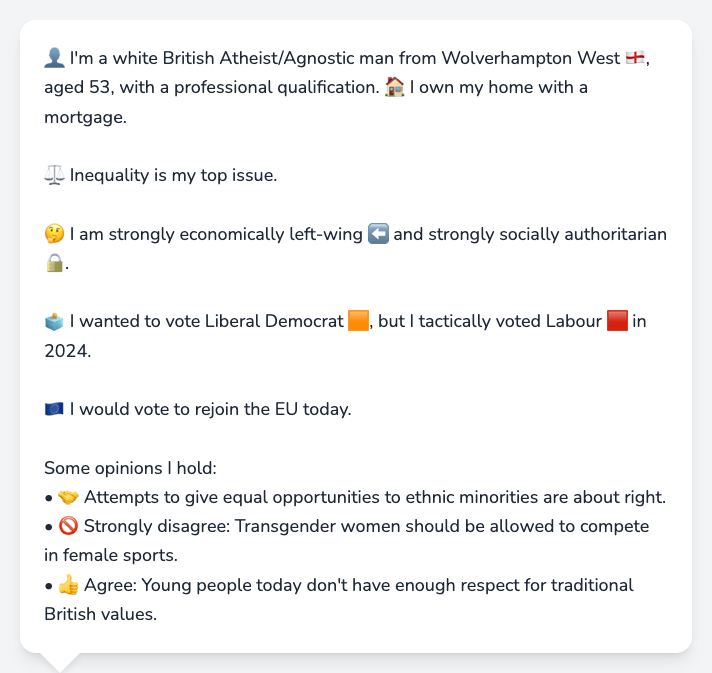 👤 I'm a white British Atheist/Agnostic man from Wolverhampton West 🏴󠁧󠁢󠁥󠁮󠁧󠁿,
aged 53, with a professional qualification. 🏠 I own my home with a
mortgage.
⚖️ Inequality is my top issue.
🤔 I am strongly economically left-wing ⬅️ and strongly socially authoritarian
🔒.
🗳️ I wanted to vote Liberal Democrat 🟧, but I tactically voted Labour 🟥 in
2024.
🇪🇺 I would vote to rejoin the EU today.
Some opinions I hold:
• 🤝 Attempts to give equal opportunities to ethnic minorities are about right.
• 🚫 Strongly disagree: Transgender women should be allowed to compete
in female sports.
• 👍 Agree: Young people today don't have enough respect for traditional
British values.